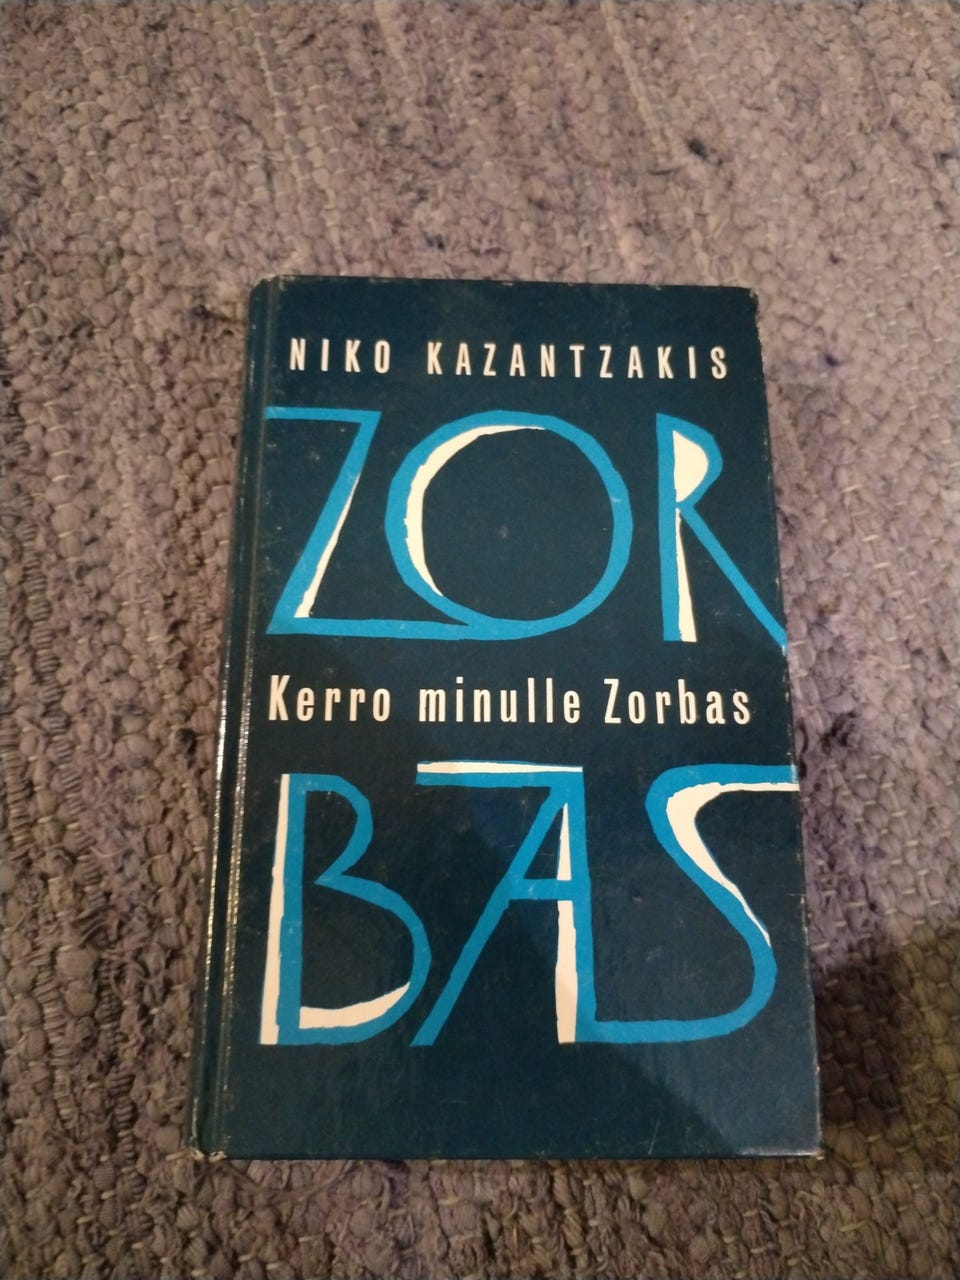 NIKO KAZANTZAKIS
ZOR
Kerro minulle Zorbas
BAS